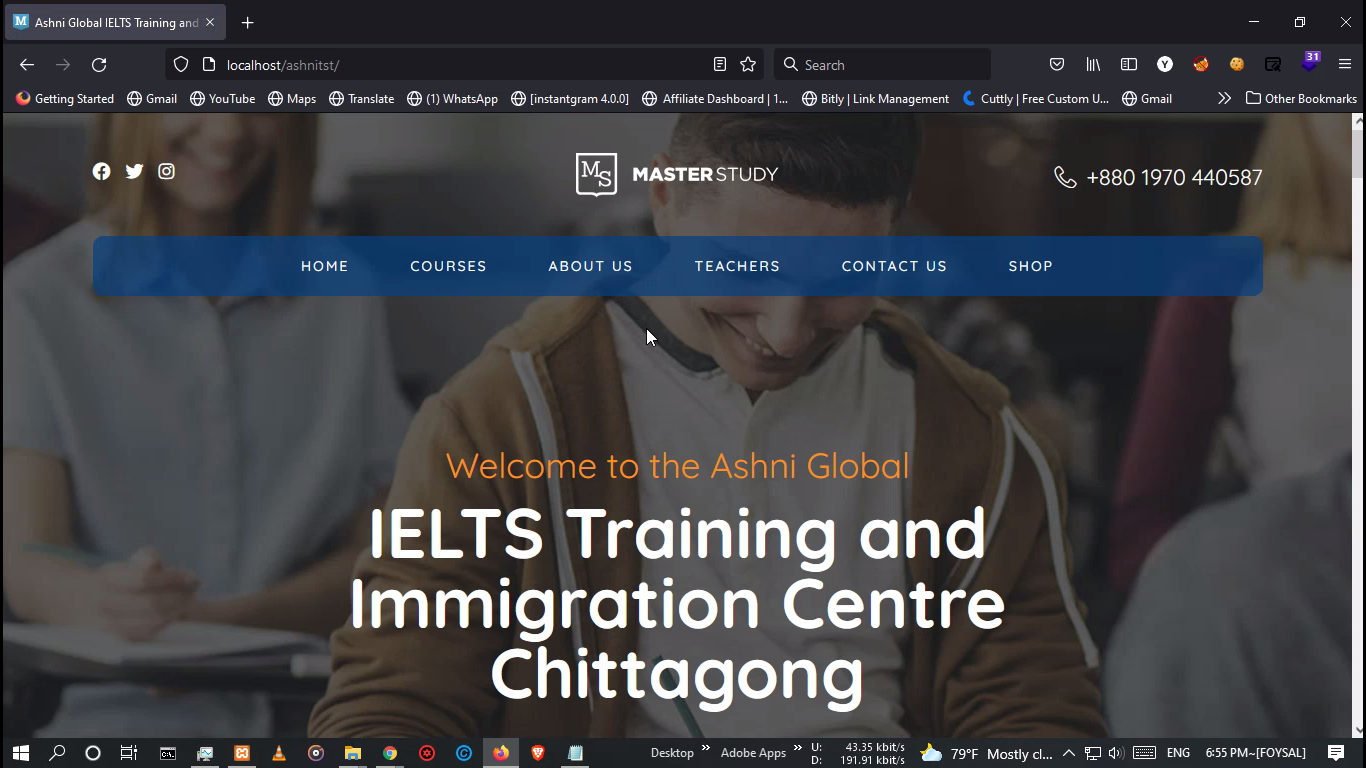 Ashni Global IELTS Training and
localhost/ashnitst/
Search
31
Getting Started
Gmail
YouTube
Maps
Translate
(1) WhatsApp
[instantgram 4.0.0]
Affiliate Dashboard | 1...
Bitly | Link Management
Cuttly | Free Custom U...
Gmail
Other Bookmarks
MS MASTERSTUDY
+880 1970 440587
HOME
COURSES
ABOUT US
TEACHERS
CONTACT US
SHOP
Welcome to the Ashni Global
IELTS Training and
Immigration Centre
Chittagong
Desktop
Adobe Apps
U: 43.35 kbit/s
D: 191.91 kbit/s
79°F Mostly cl...
ENG
6:55 PM~[FOYSAL]